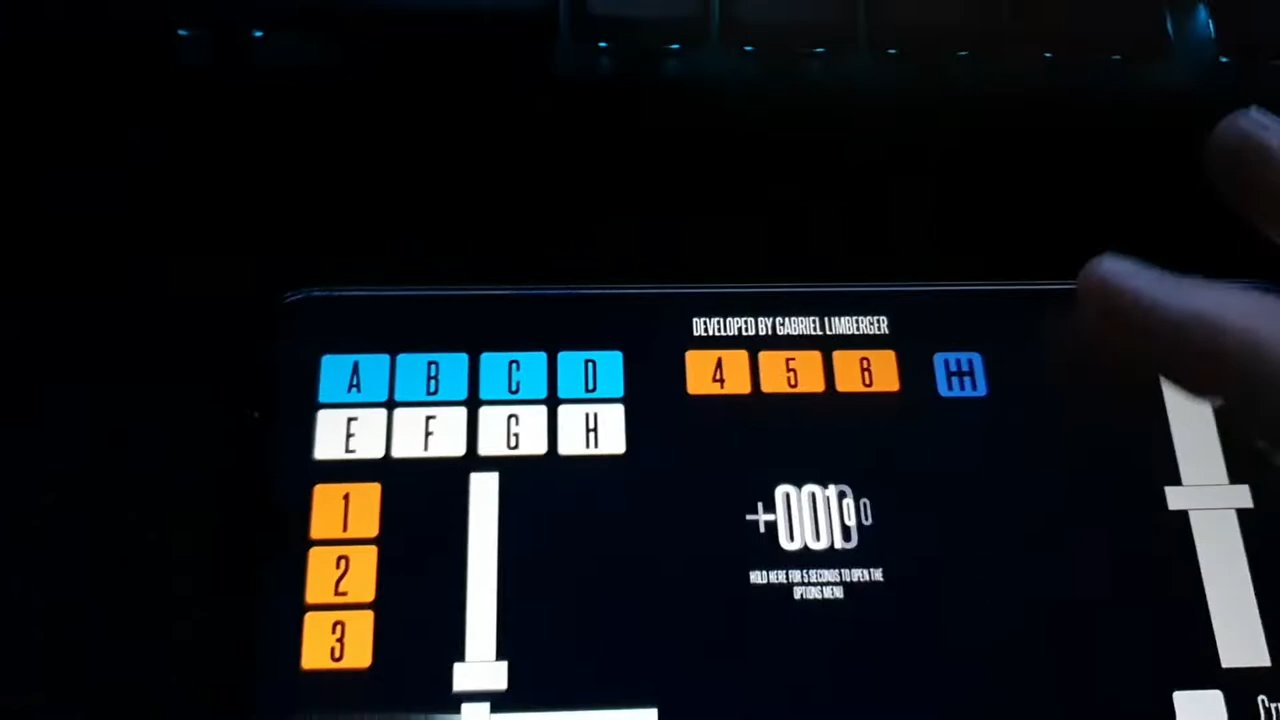 DEVELOPED BY GABRIEL LIMBERGER
A B C D
4 5 6
E F G H
1
2
3
HOLD HERE FOR 5 SECONDS TO OPEN THE
OPTIONS MENU